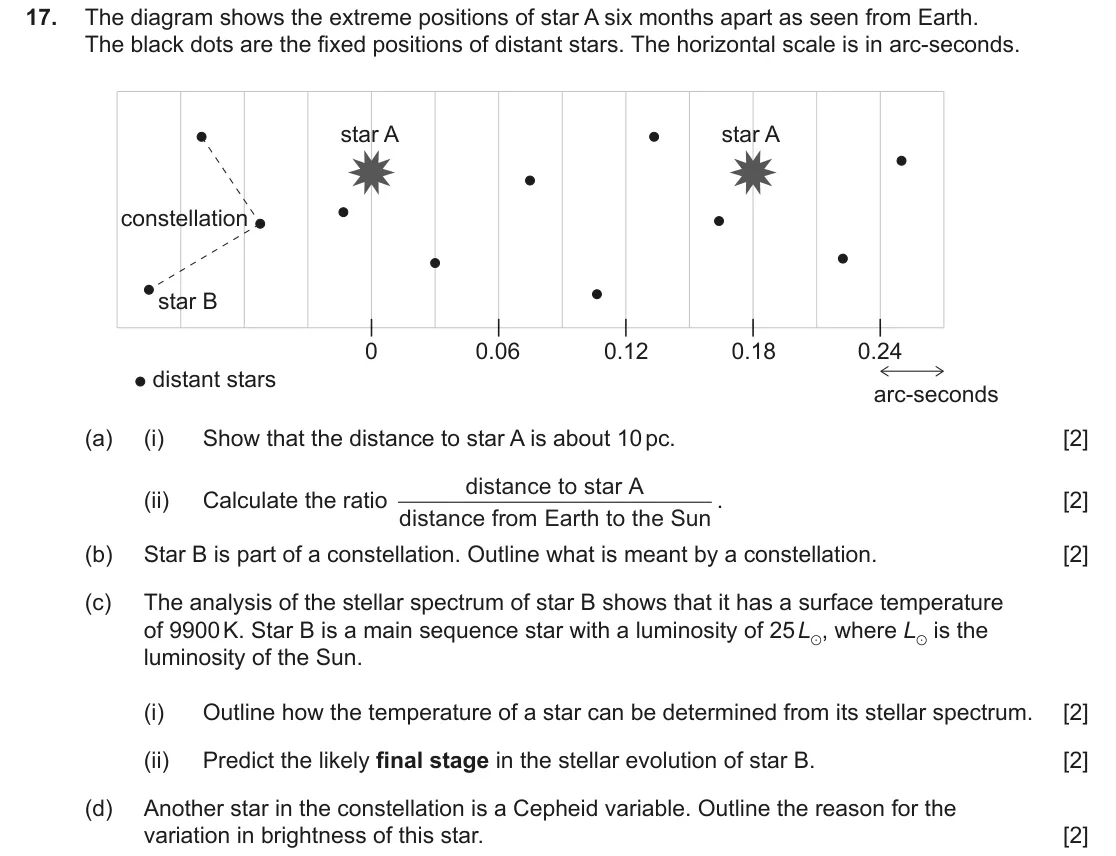 17. The diagram shows the extreme positions of star A six months apart as seen from Earth.
The black dots are the fixed positions of distant stars. The horizontal scale is in arc-seconds.
star A
star A
constellation
star B
0
0.06
0.12
0.18
0.24
● distant stars
arc-seconds
(a) (i) Show that the distance to star A is about 10 pc. [2]
(ii) Calculate the ratio distance to star A / distance from Earth to the Sun . [2]
(b) Star B is part of a constellation. Outline what is meant by a constellation. [2]
(c) The analysis of the stellar spectrum of star B shows that it has a surface temperature
of 9900 K. Star B is a main sequence star with a luminosity of 25 L☉, where L☉ is the
luminosity of the Sun.
(i) Outline how the temperature of a star can be determined from its stellar spectrum. [2]
(ii) Predict the likely final stage in the stellar evolution of star B. [2]
(d) Another star in the constellation is a Cepheid variable. Outline the reason for the
variation in brightness of this star. [2]